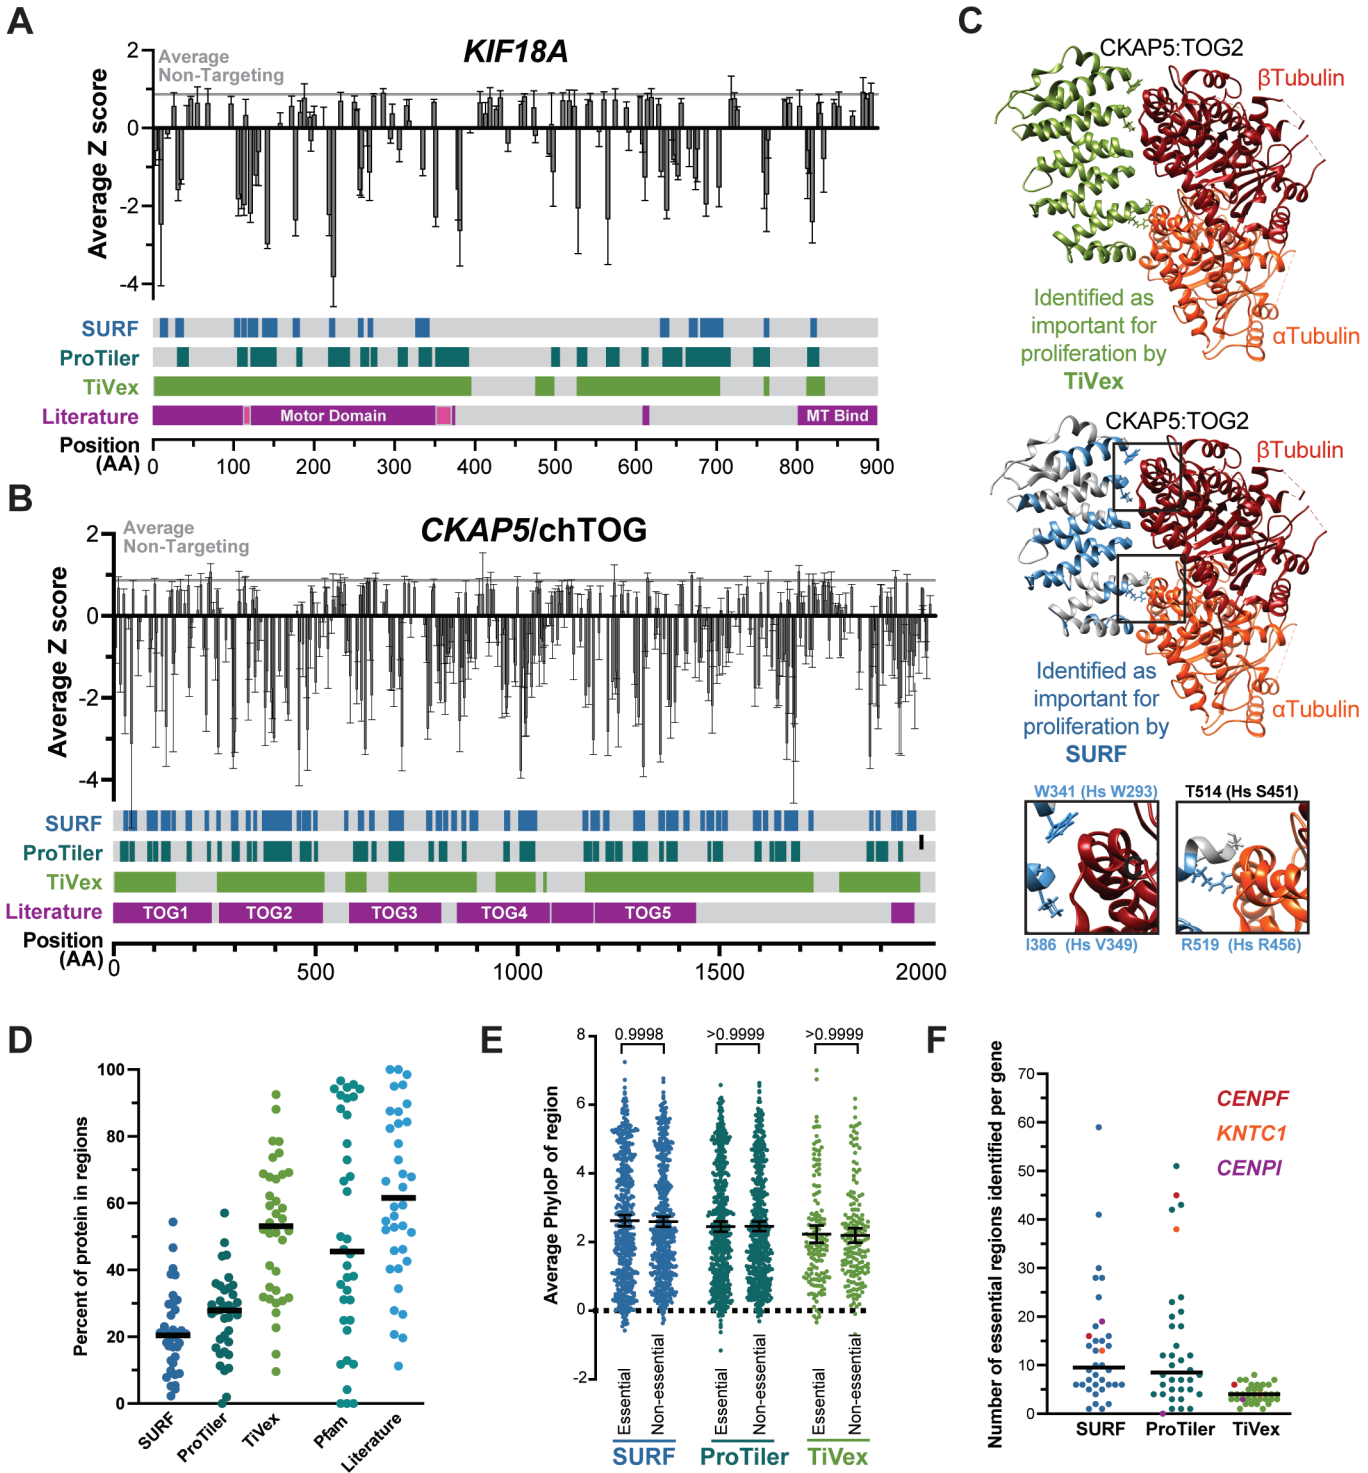 A
KIF18A
Average
Non-Targeting
Average Z score
2
0
-2
-4
SURF
ProTiler
TiVex
Literature
Motor Domain
MT Bind
Position
(AA)
0 100 200 300 400 500 600 700 800 900
B
CKAP5/chTOG
Average
Non-Targeting
Average Z score
2
0
-2
-4
SURF
ProTiler
TiVex
Literature
TOG1 TOG2 TOG3 TOG4 TOG5
Position
(AA)
0 500 1000 1500 2000
C
CKAP5:TOG2
βTubulin
αTubulin
Identified as
important for
proliferation by
TiVex
CKAP5:TOG2
βTubulin
αTubulin
Identified as
important for
proliferation by
SURF
W341 (Hs W293)
I386 (Hs V349)
T514 (Hs S451)
R519 (Hs R456)
D
Percent of protein in regions
100
80
60
40
20
0
SURF
ProTiler
TiVex
Pfam
Literature
E
Average PhyloP of region
8
6
4
2
0
-2
0.9998
>0.9999
>0.9999
Essential
Non-essential
Essential
Non-essential
Essential
Non-essential
SURF
ProTiler
TiVex
F
Number of essential regions identified per gene
70
60
50
40
30
20
10
0
CENPF
KNTC1
CENPI
SURF
ProTiler
TiVex